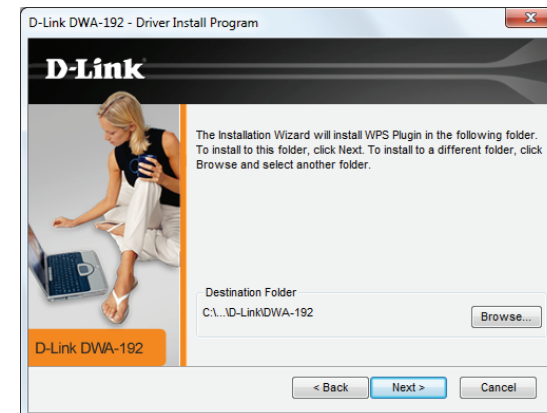 D-Link DWA-192 - Driver Install Program
D-Link
The Installation Wizard will install WPS Plugin in the following folder.
To install to this folder, click Next. To install to a different folder, click
Browse and select another folder.
Destination Folder
C:\...\D-Link\DWA-192
Browse...
D-Link DWA-192
< Back
Next >
Cancel